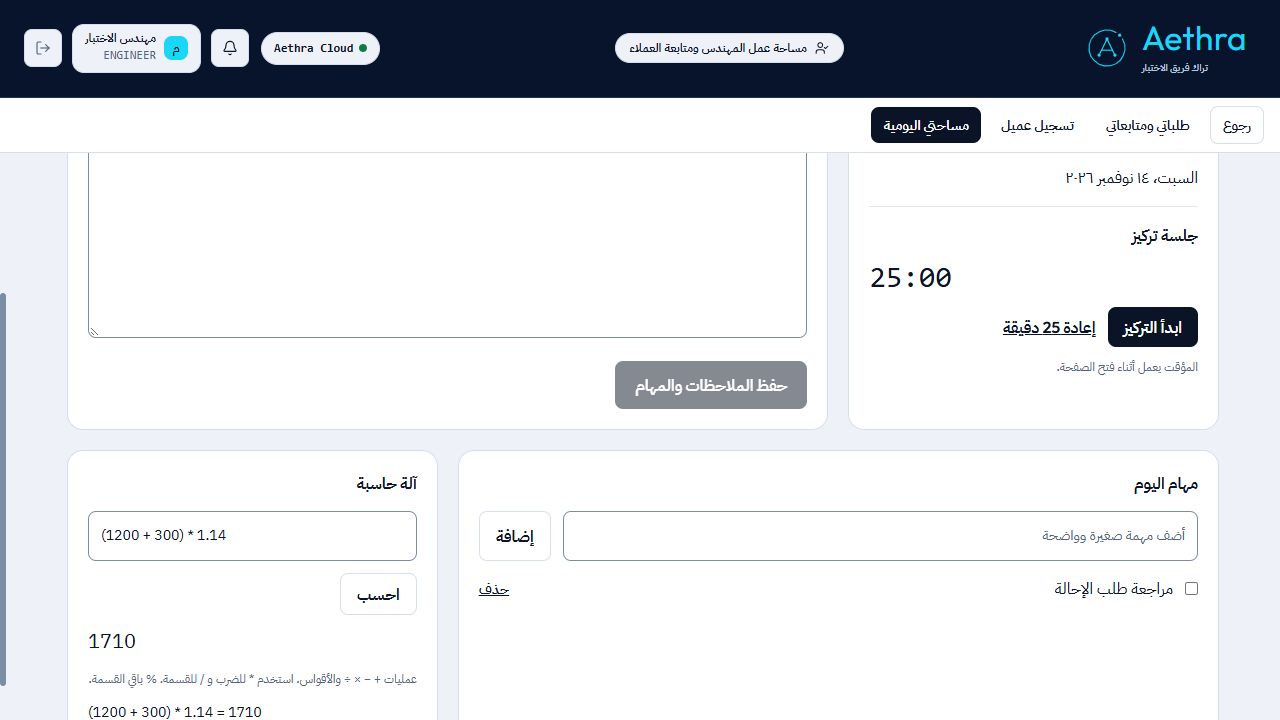 Aethra
تراك فريق الاختبار
مساحة عمل المهندس ومتابعة العملاء
Aethra Cloud
م
مهندس الاختبار
ENGINEER
رجوع
طلباتي ومتابعاتي
تسجيل عميل
مساحتي اليومية
السبت، ١٤ نوفمبر ٢٠٢٦
جلسة تركيز
25:00
ابدأ التركيز
إعادة 25 دقيقة
المؤقت يعمل أثناء فتح الصفحة.
حفظ الملاحظات والمهام
مهام اليوم
أضف مهمة صغيرة وواضحة
إضافة
مراجعة طلب الإحالة
حذف
آلة حاسبة
(1200 + 300) * 1.14
احسب
1710
عمليات + − × ÷ والأقواس. استخدم * للضرب و / للقسمة. % باقي القسمة.
(1200 + 300) * 1.14 = 1710